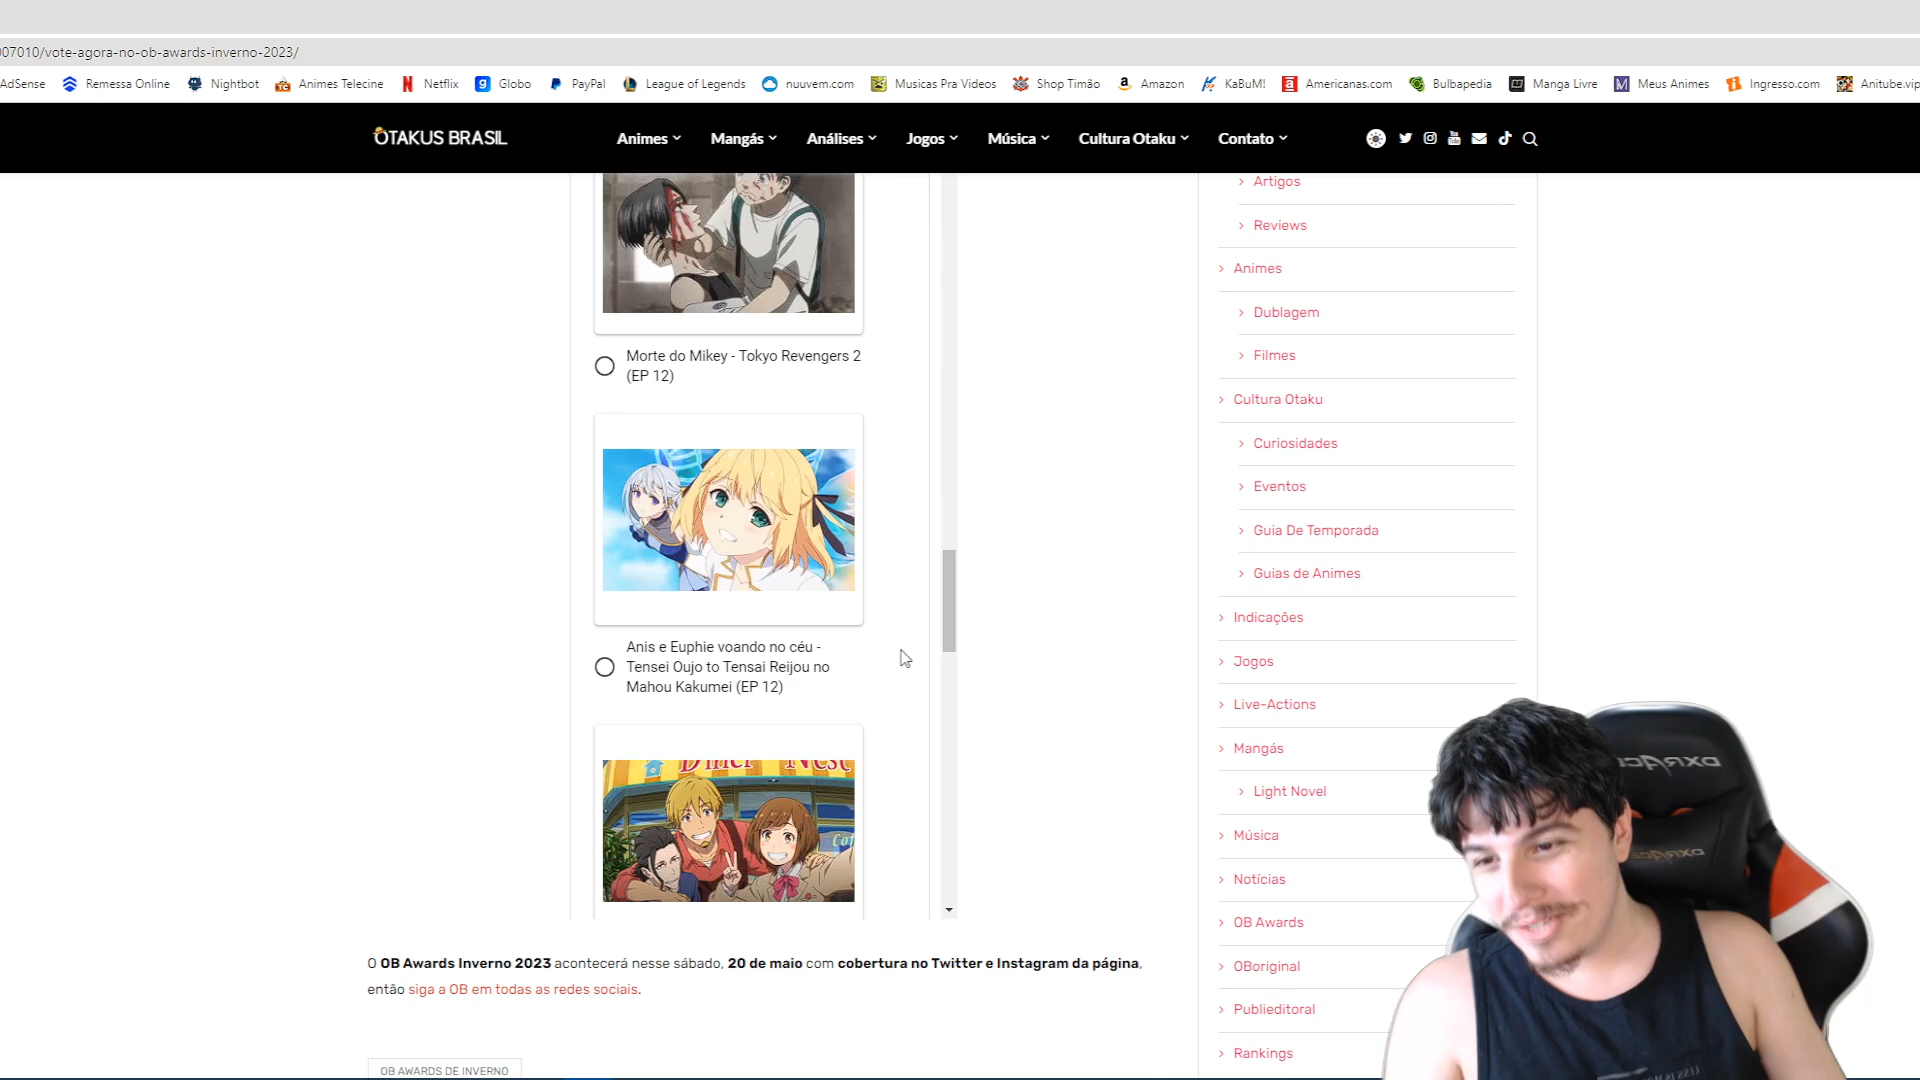 007010/vote-agora-no-ob-awards-inverno-2023/
AdSense Remessa Online Nightbot Animes Telecine Netflix Globo PayPal League of Legends nuuvem.com Musicas Pra Videos Shop Timão Amazon KaBuM! Americanas.com Bulbapedia Manga Livre Meus Animes Ingresso.com Anitube.vip
OTAKUS BRASIL Animes Mangás Análises Jogos Música Cultura Otaku Contato
Artigos
Reviews
Animes
Dublagem
Filmes
Cultura Otaku
Curiosidades
Eventos
Guia De Temporada
Guias de Animes
Indicações
Jogos
Live-Actions
Mangás
Light Novel
Música
Notícias
OB Awards
OBoriginal
Publieditoral
Rankings
Morte do Mikey - Tokyo Revengers 2
(EP 12)
Anis e Euphie voando no céu -
Tensei Oujo to Tensai Reijou no
Mahou Kakumei (EP 12)
Diner Nest
O OB Awards Inverno 2023 acontecerá nesse sábado, 20 de maio com cobertura no Twitter e Instagram da página,
então siga a OB em todas as redes sociais.
OB AWARDS DE INVERNO
DXRACER
DXRACER